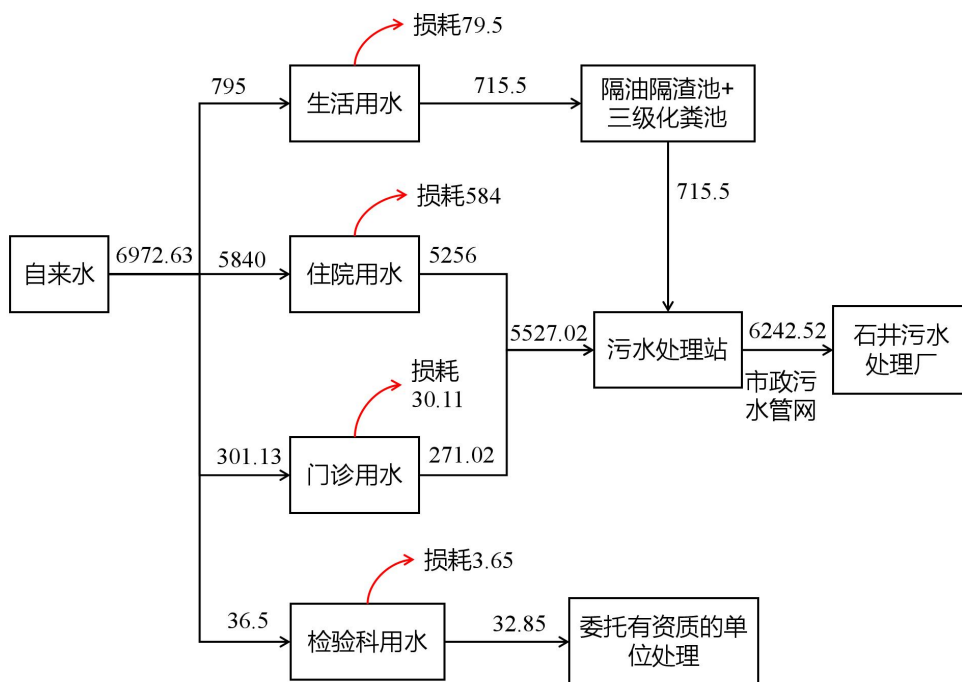 损耗79.5
795
生活用水
715.5
隔油隔渣池+
三级化粪池
715.5
损耗584
自来水
6972.63
5840
住院用水
5256
5527.02
污水处理站
6242.52
市政污
水管网
石井污水
处理厂
损耗
30.11
301.13
门诊用水
271.02
损耗3.65
36.5
检验科用水
32.85
委托有资质的单
位处理